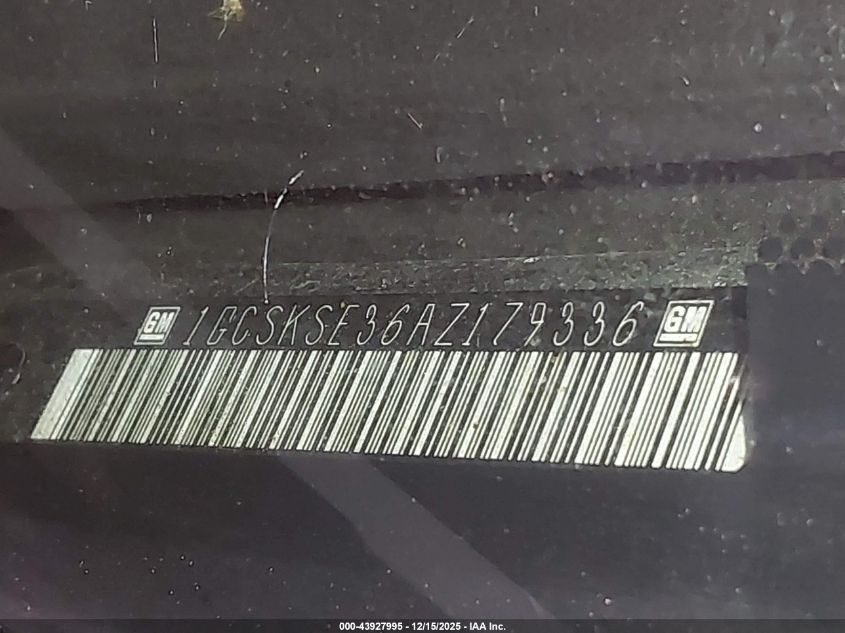 GM 1GCSKSE36AZ179336 GM
000-43927995 - 12/15/2025 - IAA Inc.